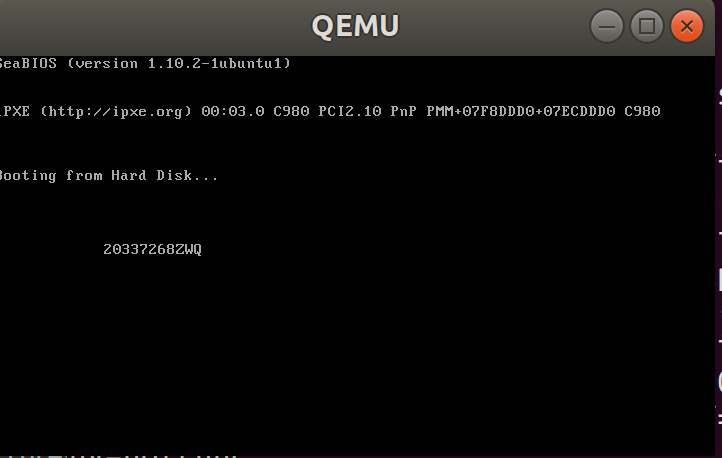 QEMU
SeaBIOS (version 1.10.2-1ubuntu1)
iPXE (http://ipxe.org) 00:03.0 C980 PCI2.10 PnP PMM+07F8DDD0+07ECDDD0 C980
Booting from Hard Disk...
20337268ZWQ